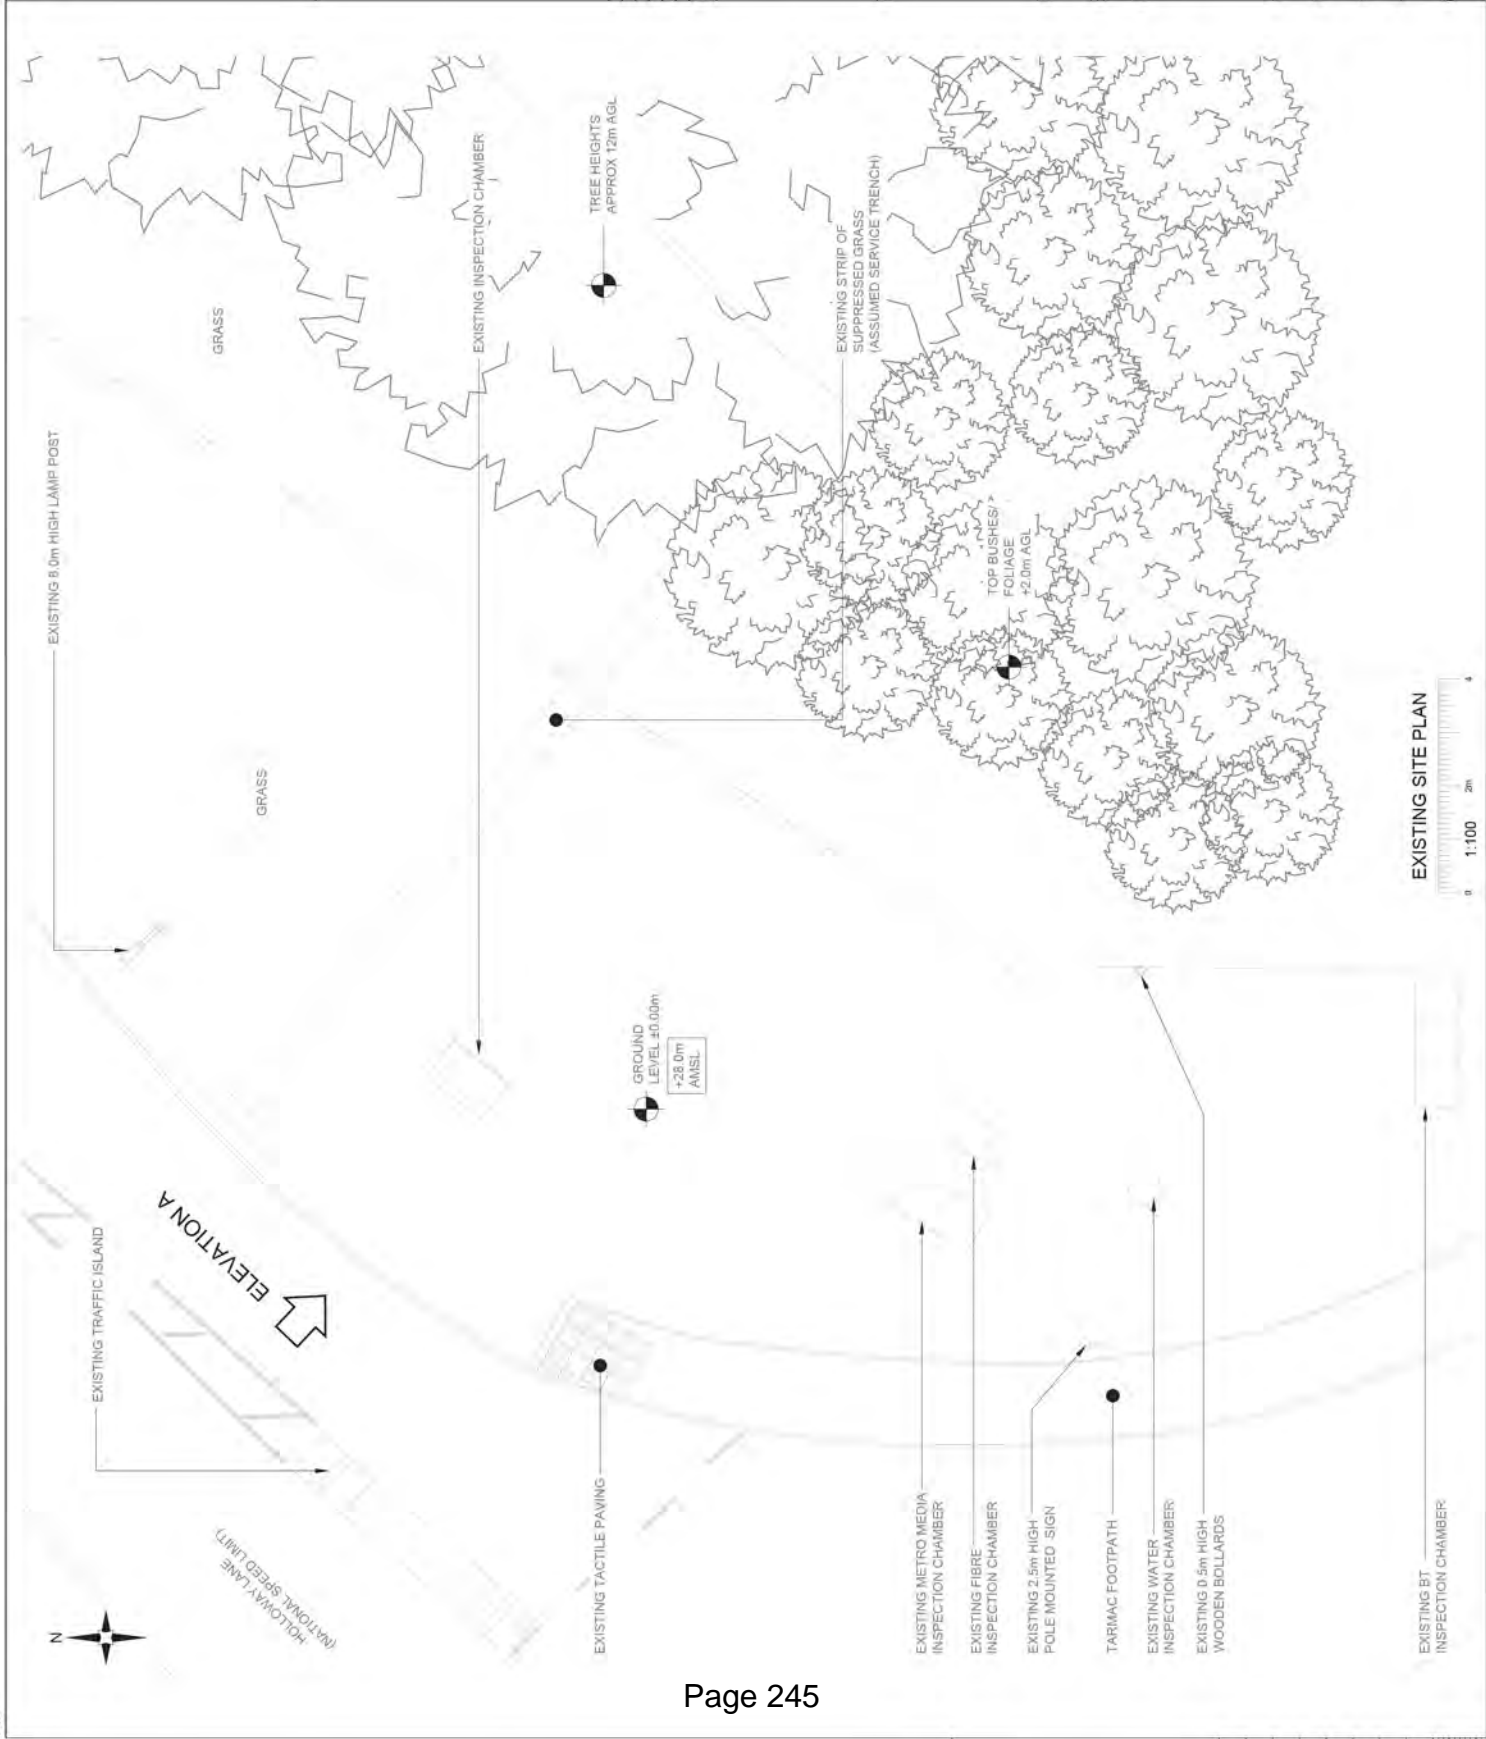 EXISTING 8.0m HIGH LAMP POST
GRASS
EXISTING INSPECTION CHAMBER
TREE HEIGHTS
APPROX 12m AGL
EXISTING STRIP OF
SUPPRESSED GRASS
(ASSUMED SERVICE TRENCH)
GRASS
TOP BUSHES/
FOLIAGE
+2.0m AGL
EXISTING TRAFFIC ISLAND
ELEVATION A
GROUND
LEVEL ±0.00m
+28.0m
AMSL
N
HOLLOWAY LANE
(NATIONAL SPEED LIMIT)
EXISTING TACTILE PAVING
EXISTING METRO MEDIA
INSPECTION CHAMBER
EXISTING FIBRE
INSPECTION CHAMBER
EXISTING 2.5m HIGH
POLE MOUNTED SIGN
TARMAC FOOTPATH
EXISTING WATER
INSPECTION CHAMBER
EXISTING 0.5m HIGH
WOODEN BOLLARDS
EXISTING BT
INSPECTION CHAMBER
EXISTING SITE PLAN
0 2m 4
1:100
Page 245